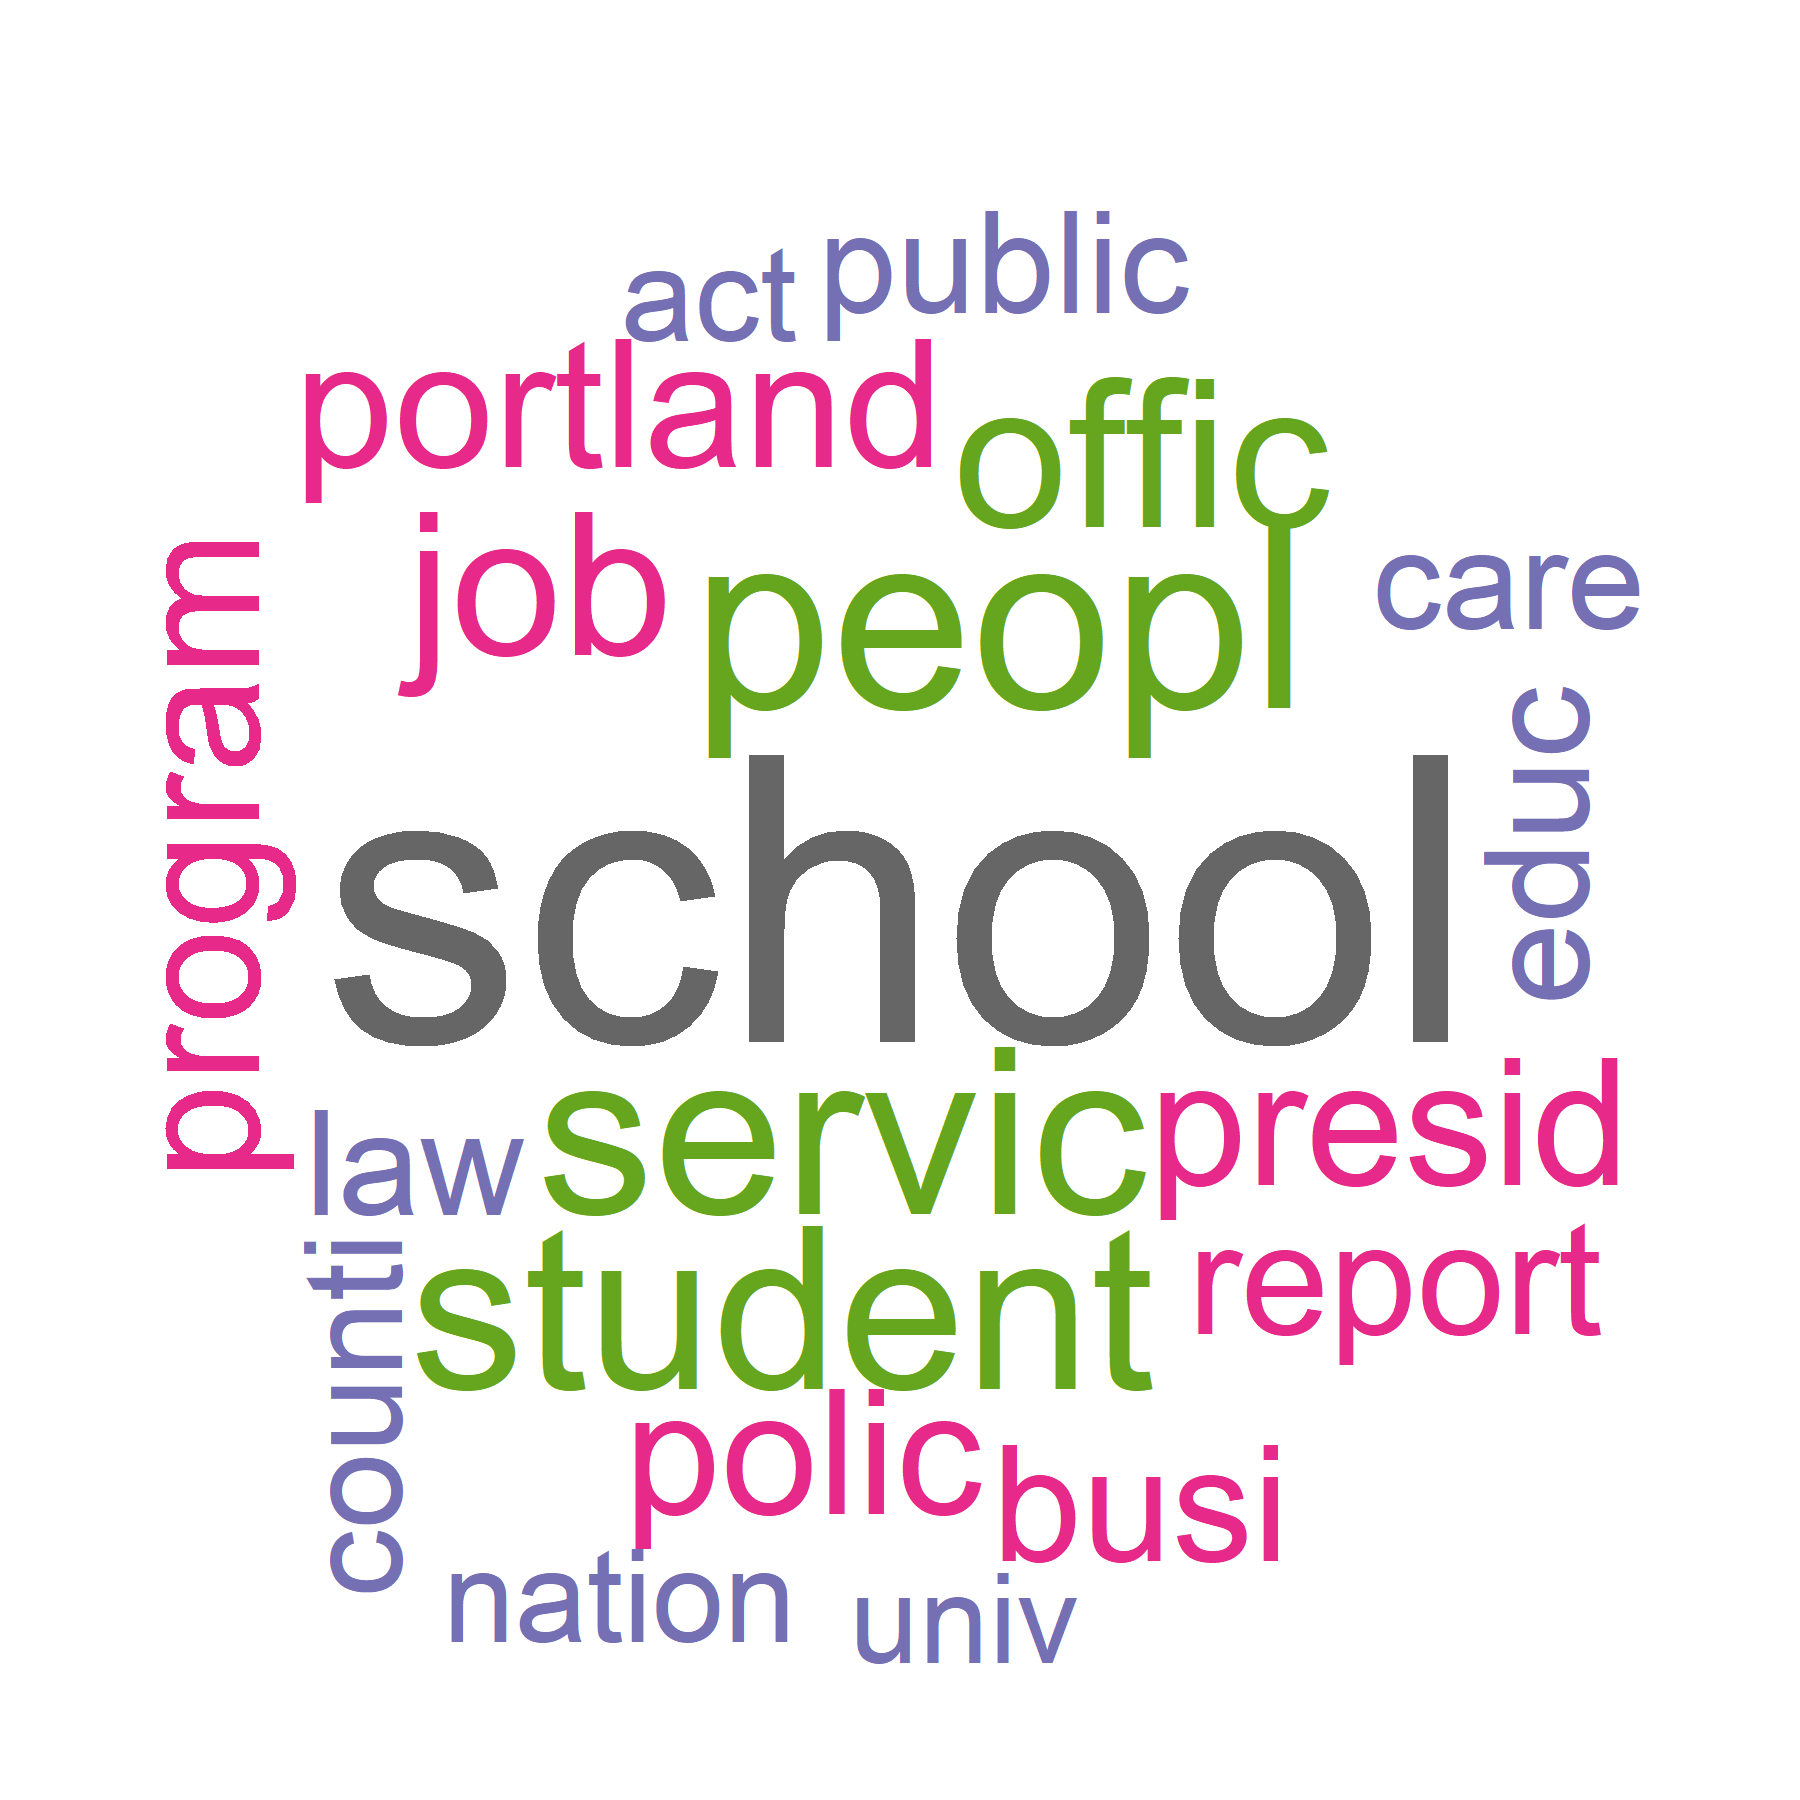 act public
portland
offic
job
peopl
care
program
school
educ
servic
presid
law
student
report
counti
polic
busi
nation
univ